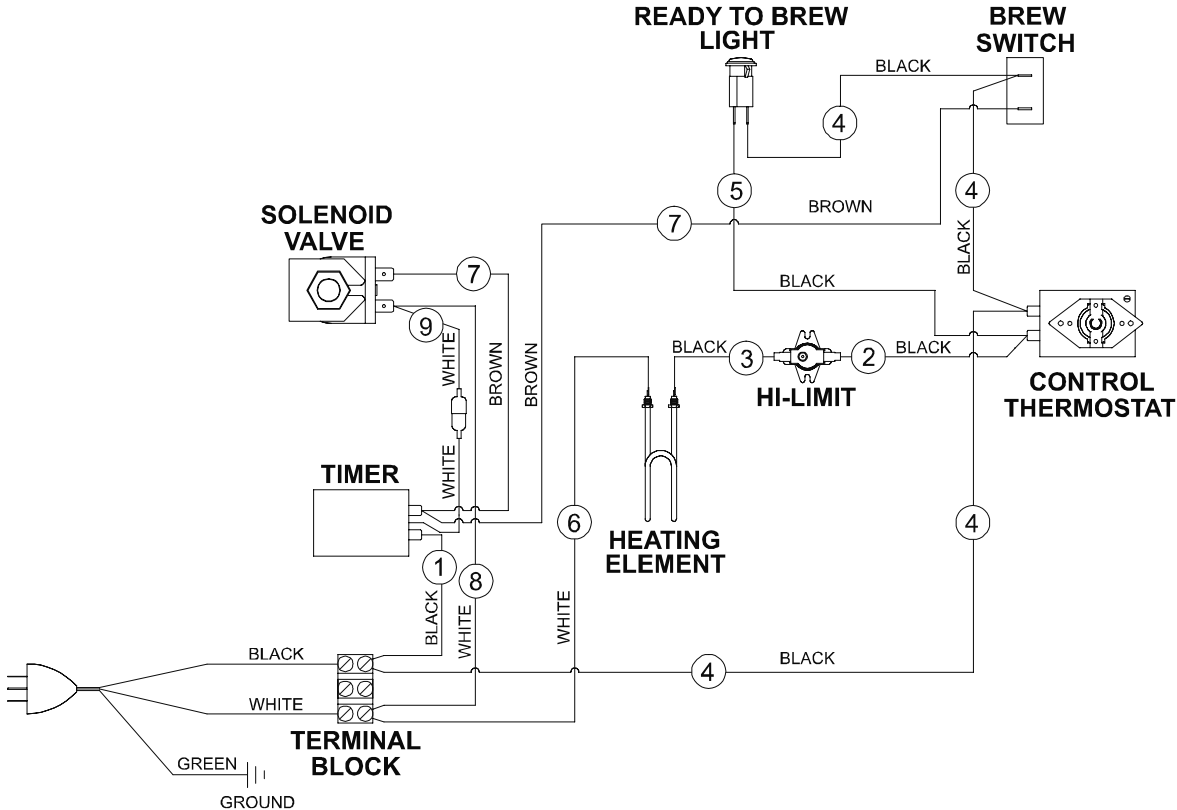 READY TO BREW
LIGHT
BREW
SWITCH
BLACK
4
5
4
BROWN
7
SOLENOID
VALVE
BLACK
7
BLACK
9
WHITE
BROWN
BROWN
BLACK
3
2
BLACK
HI-LIMIT
CONTROL
THERMOSTAT
WHITE
TIMER
6
4
HEATING
ELEMENT
1
8
BLACK
WHITE
WHITE
BLACK
4
BLACK
WHITE
TERMINAL
BLOCK
GREEN
GROUND